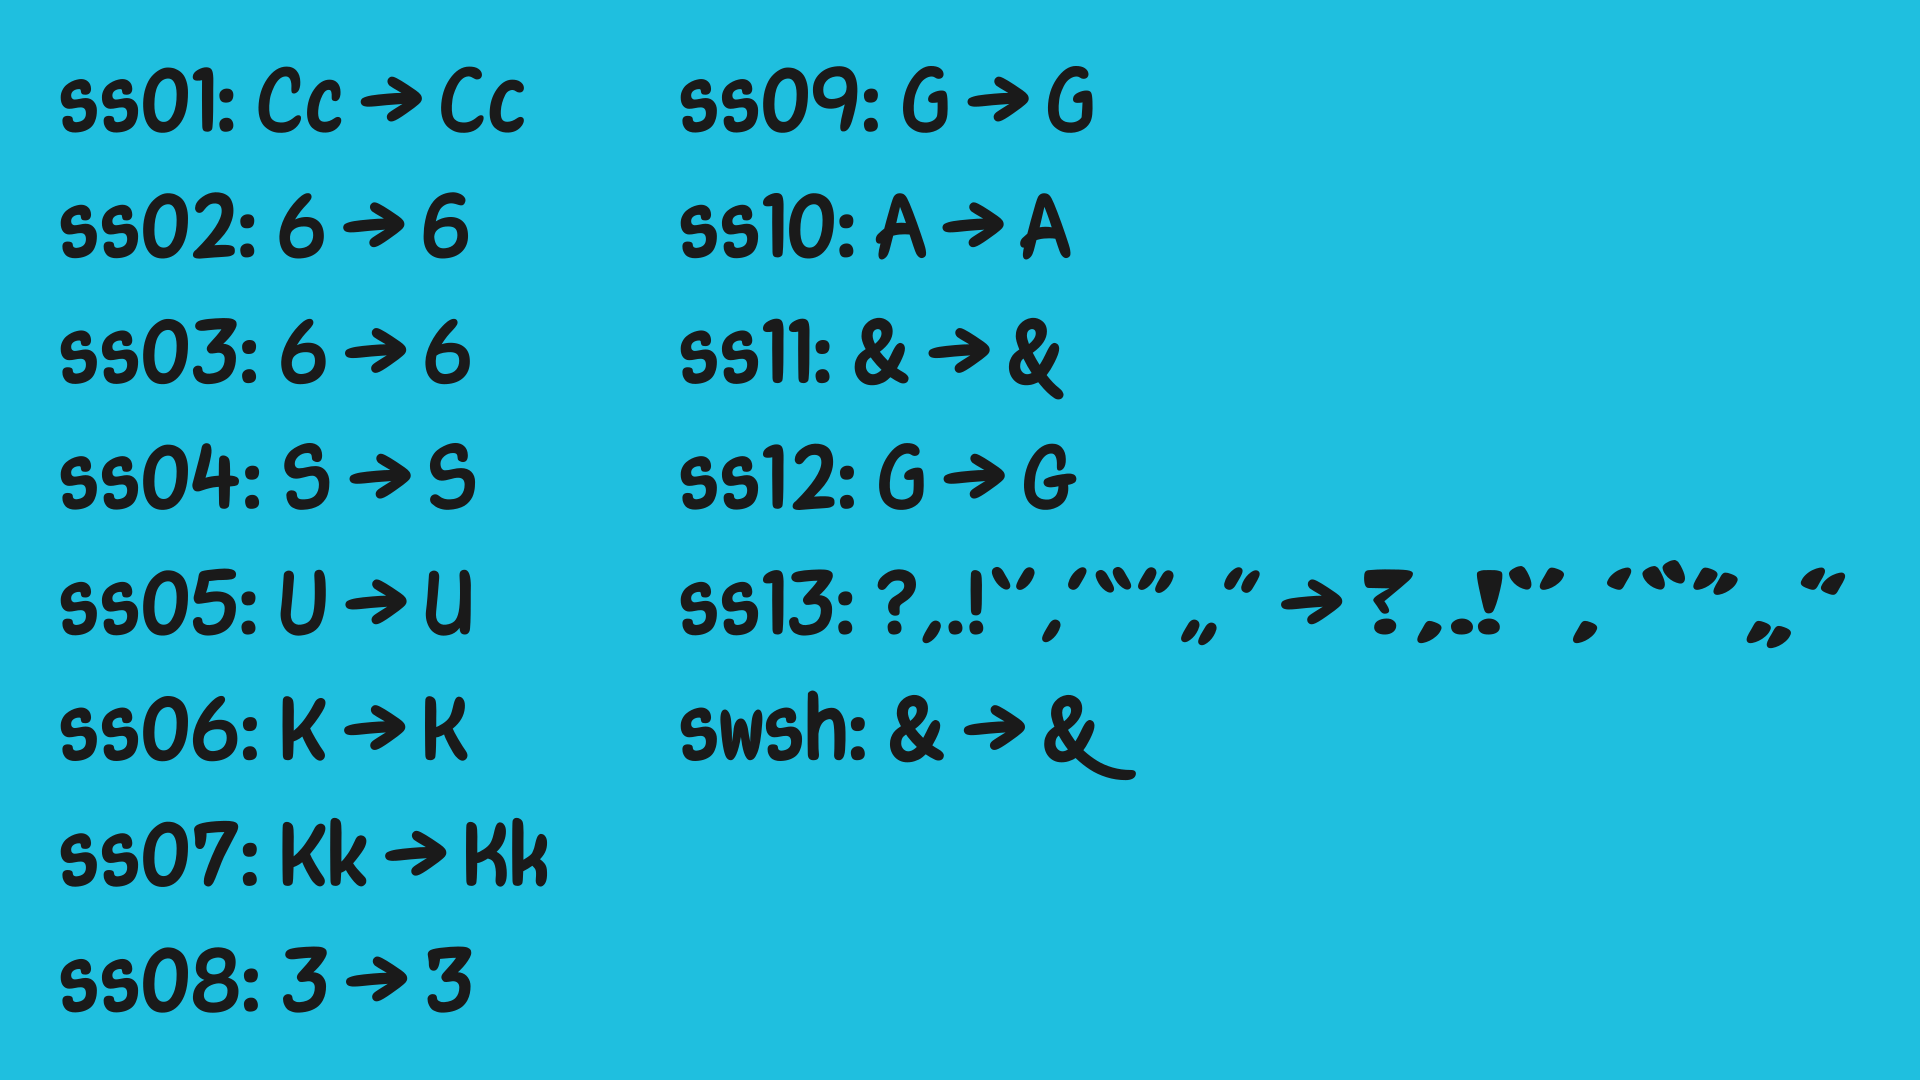 ss01: Cc → Cc
ss02: 6 → 6
ss03: 6 → 6
ss04: S → S
ss05: U → U
ss06: K → K
ss07: Kk → Kk
ss08: 3 → 3
ss09: G → G
ss10: A → A
ss11: & → &
ss12: G → G
ss13: ?,.!‘’‚‘“”„“ → ?,.!‘’‚‘“”„“
swsh: & → &